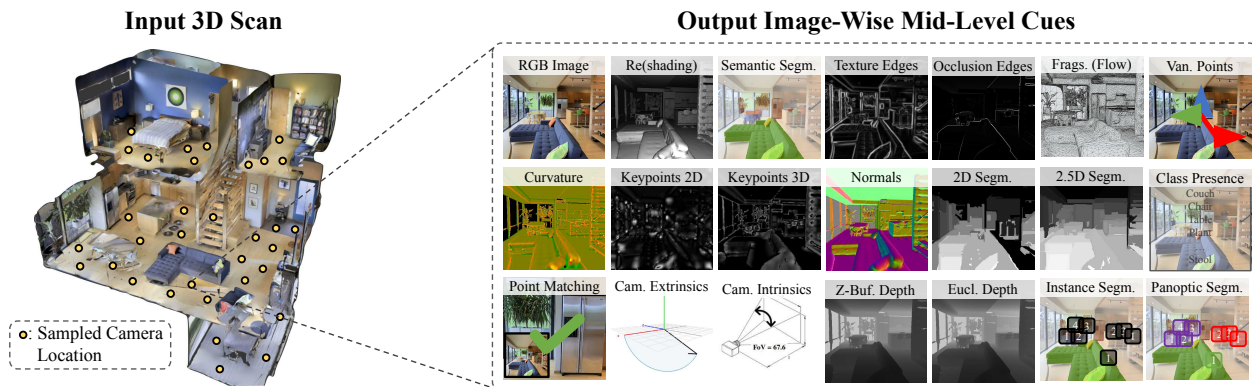 Input 3D Scan
Output Image-Wise Mid-Level Cues
RGB Image
Re(shading)
Semantic Segm.
Texture Edges
Occlusion Edges
Frags. (Flow)
Van. Points
Curvature
Keypoints 2D
Keypoints 3D
Normals
2D Segm.
2.5D Segm.
Class Presence
Couch
Chair
Table
Plant
Stool
Point Matching
Cam. Extrinsics
Cam. Intrinsics
FoV = 67.6
Z-Buf. Depth
Eucl. Depth
Instance Segm.
Panoptic Segm.
: Sampled Camera
Location